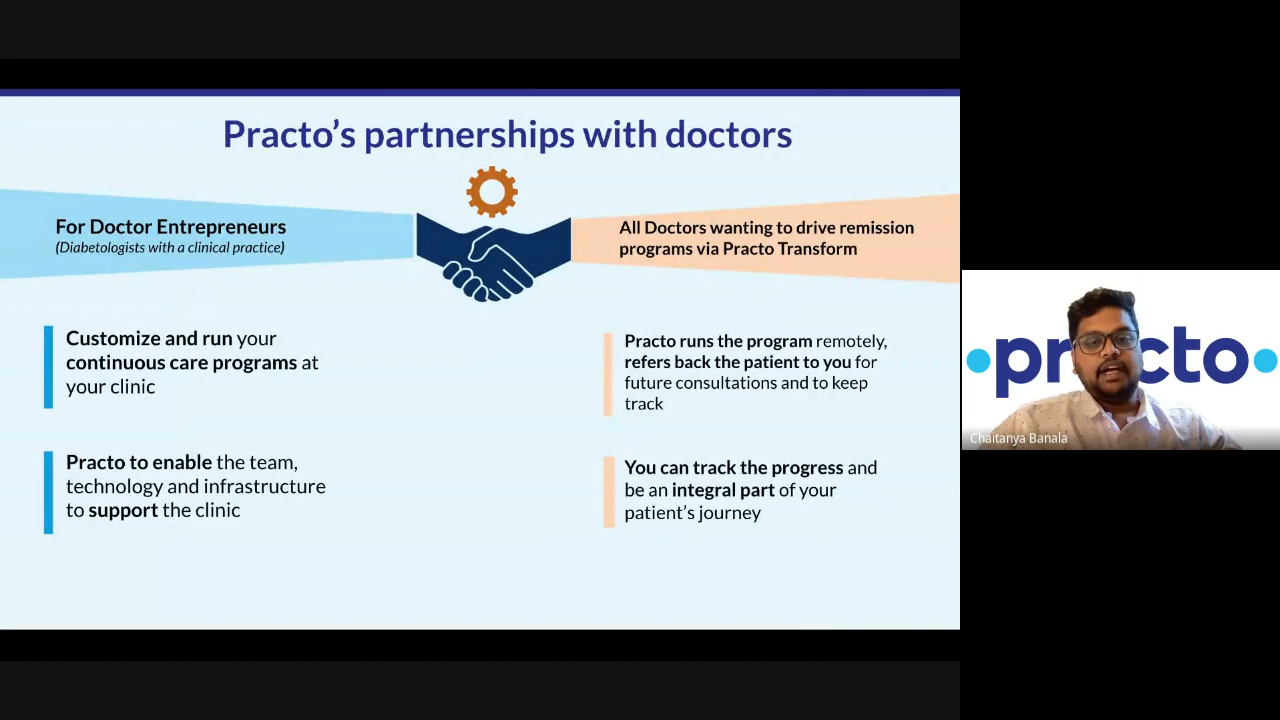 Practo’s partnerships with doctors
For Doctor Entrepreneurs
(Diabetologists with a clinical practice)
All Doctors wanting to drive remission
programs via Practo Transform
Customize and run your
continuous care programs at
your clinic
Practo to enable the team,
technology and infrastructure
to support the clinic
Practo runs the program remotely,
refers back the patient to you for
future consultations and to keep
track
You can track the progress and
be an integral part of your
patient’s journey
practo
Chaitanya Banala